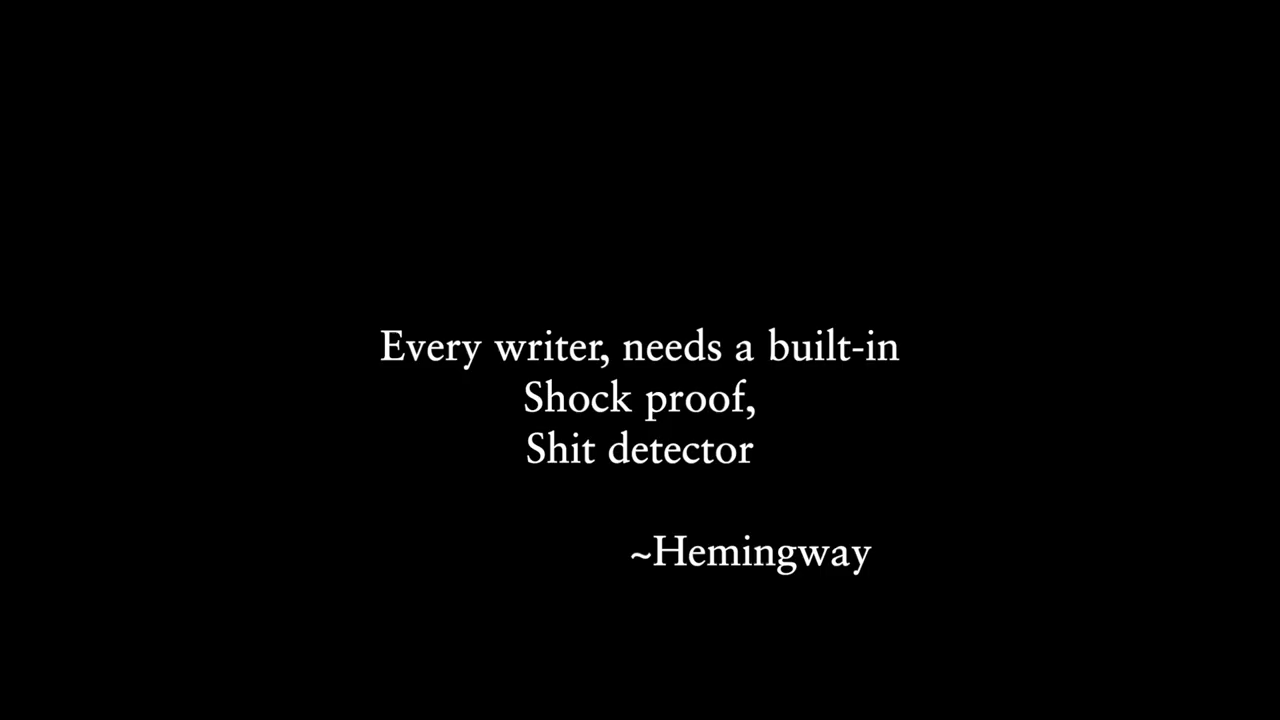 Every writer, needs a built-in
Shock proof,
Shit detector
~Hemingway